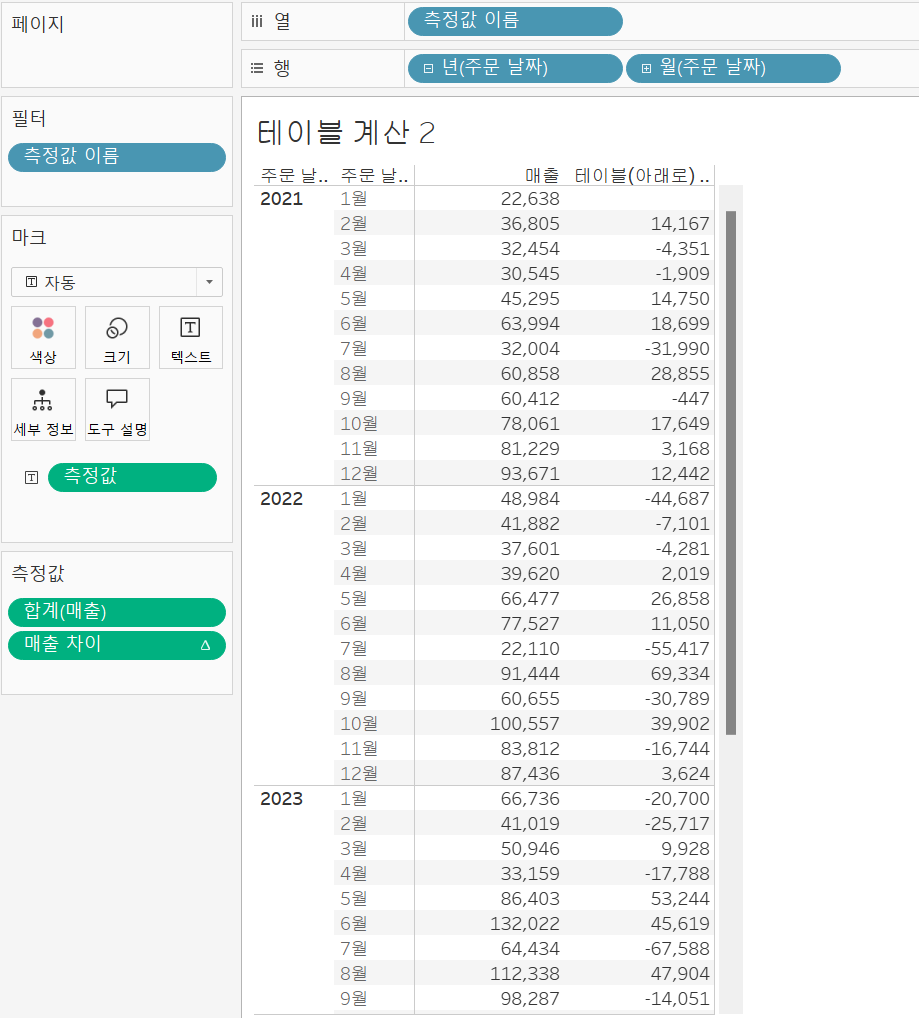 페이지
iii 열
측정값 이름
행
년(주문 날짜) 월(주문 날짜)
필터
측정값 이름
마크
자동
색상 크기 텍스트
세부 정보 도구 설명
측정값
측정값
합계(매출)
매출 차이 Δ
테이블 계산 2
주문 날.. 주문 날.. 매출 테이블(아래로) ..
2021 1월 22,638
2월 36,805 14,167
3월 32,454 -4,351
4월 30,545 -1,909
5월 45,295 14,750
6월 63,994 18,699
7월 32,004 -31,990
8월 60,858 28,855
9월 60,412 -447
10월 78,061 17,649
11월 81,229 3,168
12월 93,671 12,442
2022 1월 48,984 -44,687
2월 41,882 -7,101
3월 37,601 -4,281
4월 39,620 2,019
5월 66,477 26,858
6월 77,527 11,050
7월 22,110 -55,417
8월 91,444 69,334
9월 60,655 -30,789
10월 100,557 39,902
11월 83,812 -16,744
12월 87,436 3,624
2023 1월 66,736 -20,700
2월 41,019 -25,717
3월 50,946 9,928
4월 33,159 -17,788
5월 86,403 53,244
6월 132,022 45,619
7월 64,434 -67,588
8월 112,338 47,904
9월 98,287 -14,051